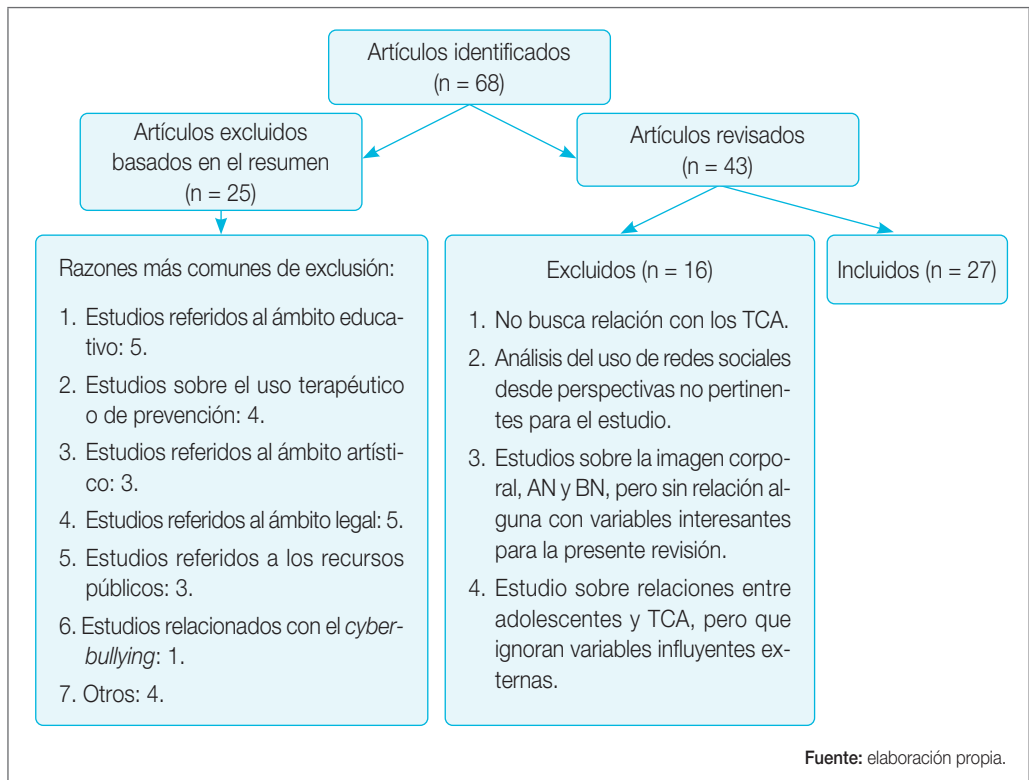 Artículos identificados
(n = 68)
Artículos excluidos
basados en el resumen
(n = 25)
Artículos revisados
(n = 43)
Razones más comunes de exclusión:
1. Estudios referidos al ámbito educa-
tivo: 5.
2. Estudios sobre el uso terapéutico
o de prevención: 4.
3. Estudios referidos al ámbito artísti-
co: 3.
4. Estudios referidos al ámbito legal: 5.
5. Estudios referidos a los recursos
públicos: 3.
6. Estudios relacionados con el cyber-
bullying: 1.
7. Otros: 4.
Excluidos (n = 16)
1. No busca relación con los TCA.
2. Análisis del uso de redes sociales
desde perspectivas no pertinen-
tes para el estudio.
3. Estudios sobre la imagen corpo-
ral, AN y BN, pero sin relación al-
guna con variables interesantes
para la presente revisión.
4. Estudio sobre relaciones entre
adolescentes y TCA, pero que
ignoran variables influyentes ex-
ternas.
Incluidos (n = 27)
Fuente: elaboración propia.